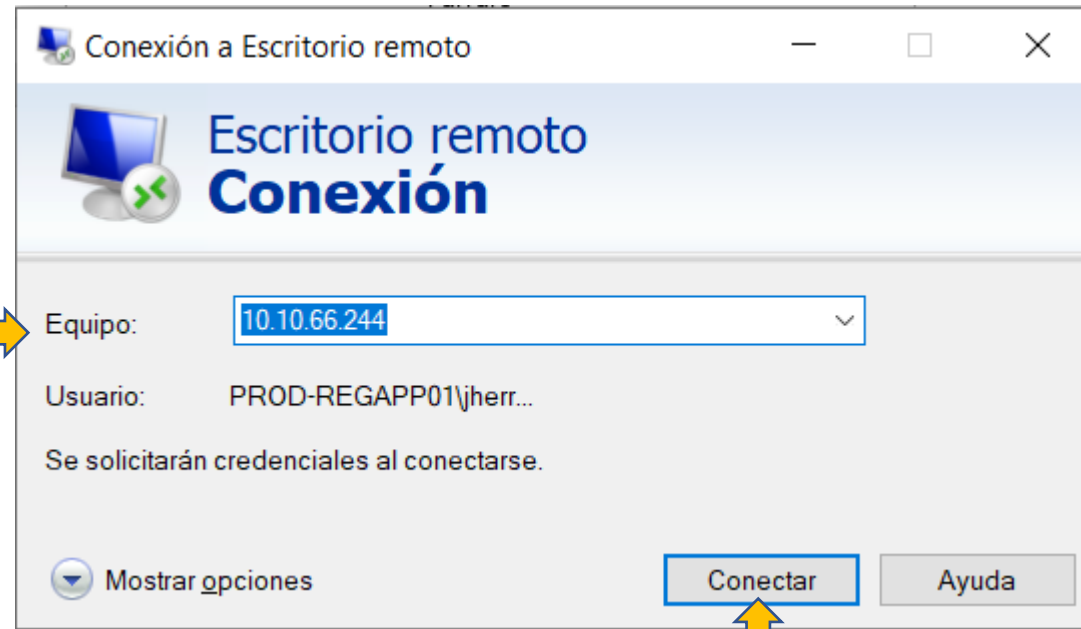 Conexión a Escritorio remoto
Escritorio remoto
Conexión
Equipo: 10.10.66.244
Usuario: PROD-REGAPP01\jherr...
Se solicitarán credenciales al conectarse.
Mostrar opciones Conectar Ayuda